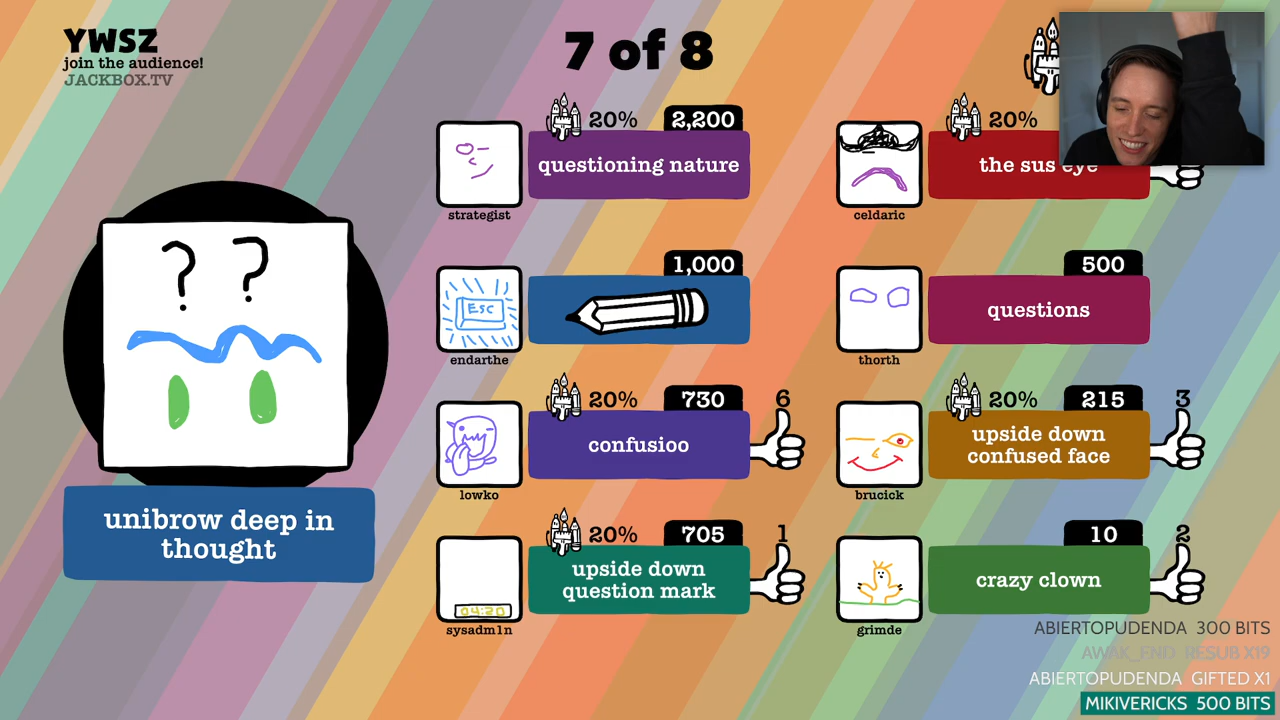 YWSZ
join the audience!
JACKBOX.TV
7 of 8
? ?
unibrow deep in
thought
20% 2,200
questioning nature
strategist
20%
the sus eye
celdaric
1,000
ESC
endarthe
500
questions
thorth
20% 730 6
confusioo
lowko
20% 215 3
upside down
confused face
brucick
20% 705 1
upside down
question mark
04:20
sysadm1n
10 2
crazy clown
grimde
ABIERTOPUDENDA 300 BITS
AWAK_END RESUB X19
ABIERTOPUDENDA GIFTED X1
MIKIVERICKS 500 BITS